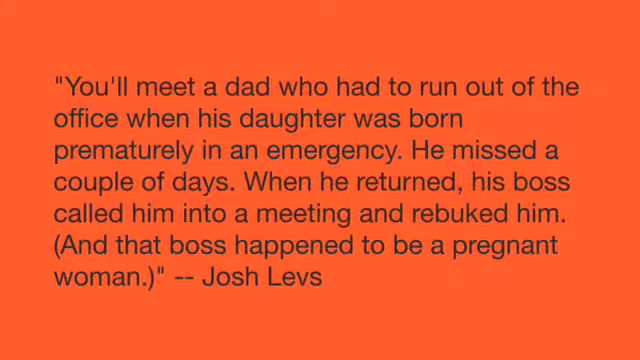 "You'll meet a dad who had to run out of the
office when his daughter was born
prematurely in an emergency. He missed a
couple of days. When he returned, his boss
called him into a meeting and rebuked him.
(And that boss happened to be a pregnant
woman.)" -- Josh Levs